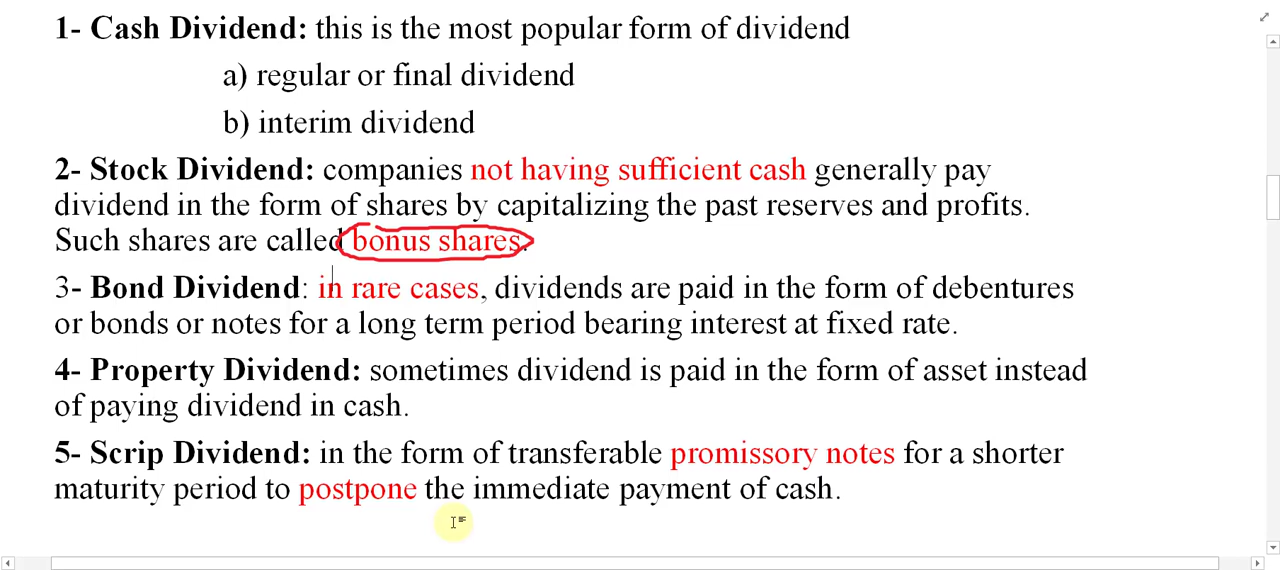 1- Cash Dividend: this is the most popular form of dividend
a) regular or final dividend
b) interim dividend
2- Stock Dividend: companies not having sufficient cash generally pay
dividend in the form of shares by capitalizing the past reserves and profits.
Such shares are called bonus shares.
3- Bond Dividend: in rare cases, dividends are paid in the form of debentures
or bonds or notes for a long term period bearing interest at fixed rate.
4- Property Dividend: sometimes dividend is paid in the form of asset instead
of paying dividend in cash.
5- Scrip Dividend: in the form of transferable promissory notes for a shorter
maturity period to postpone the immediate payment of cash.